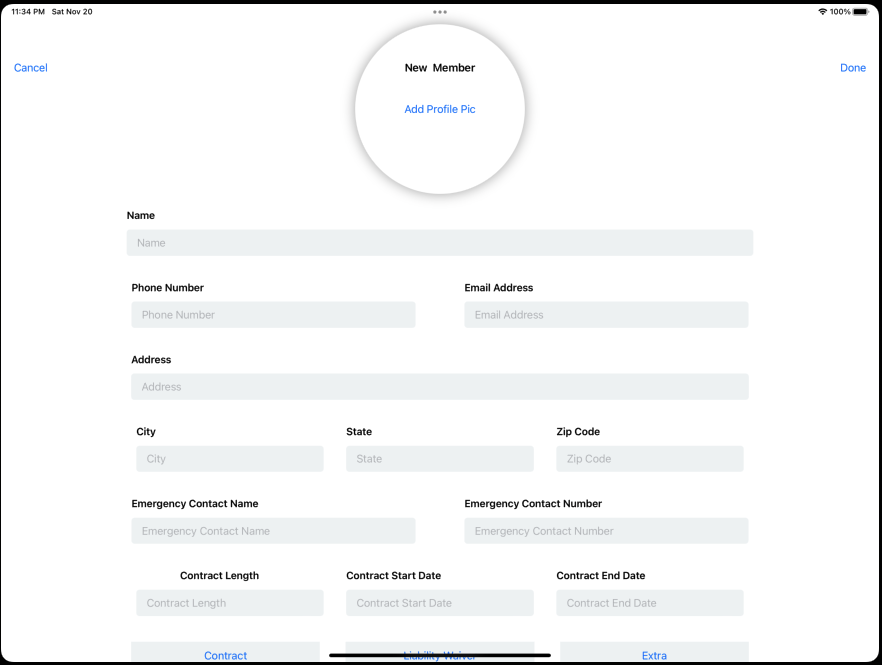 11:34 PM Sat Nov 20
100%
Cancel
New Member
Done
Add Profile Pic
Name
Name
Phone Number
Email Address
Phone Number
Email Address
Address
Address
City
State
Zip Code
City
State
Zip Code
Emergency Contact Name
Emergency Contact Number
Emergency Contact Name
Emergency Contact Number
Contract Length
Contract Start Date
Contract End Date
Contract Length
Contract Start Date
Contract End Date
Contract
Liability Waiver
Extra